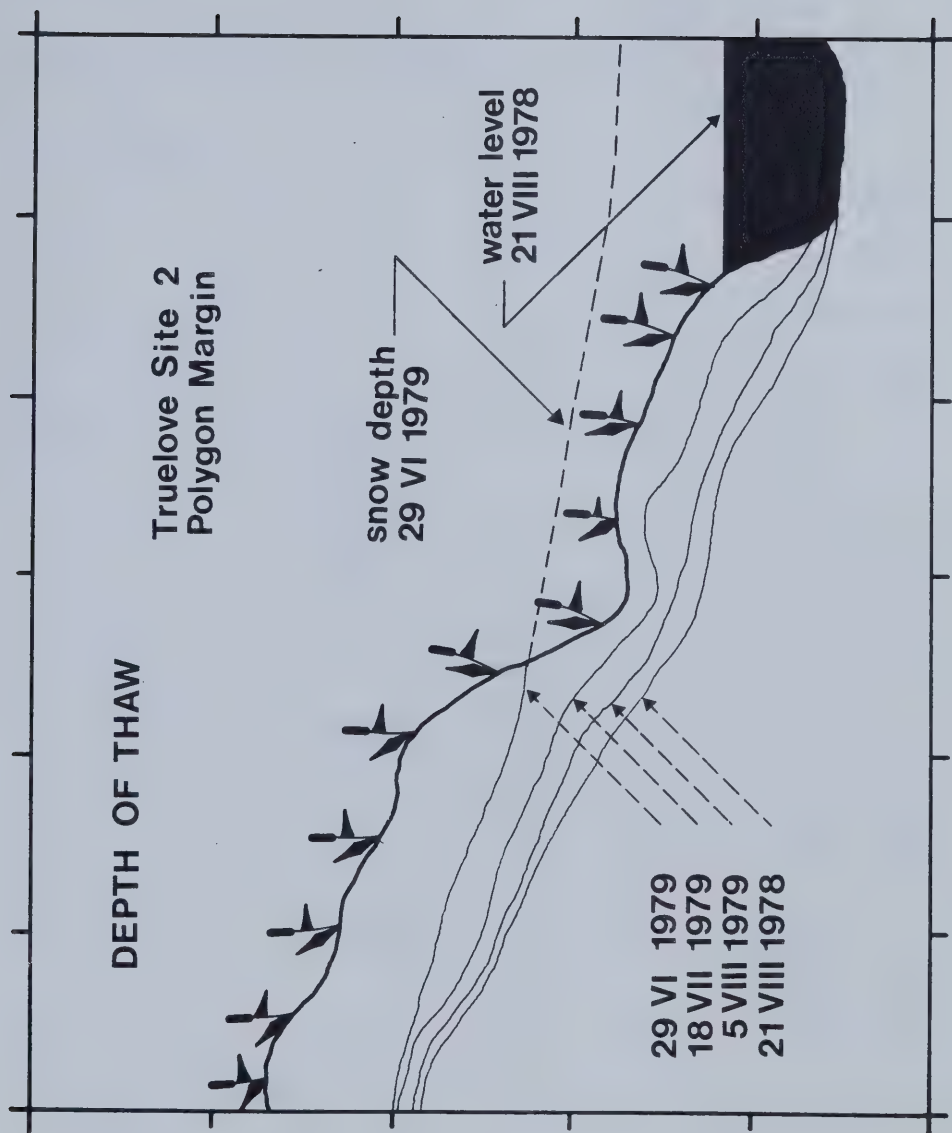 DEPTH OF THAW
Truelove Site 2
Polygon Margin
snow depth
29 VI 1979
water level
21 VIII 1978
29 VI 1979
18 VII 1979
5 VIII 1979
21 VIII 1978